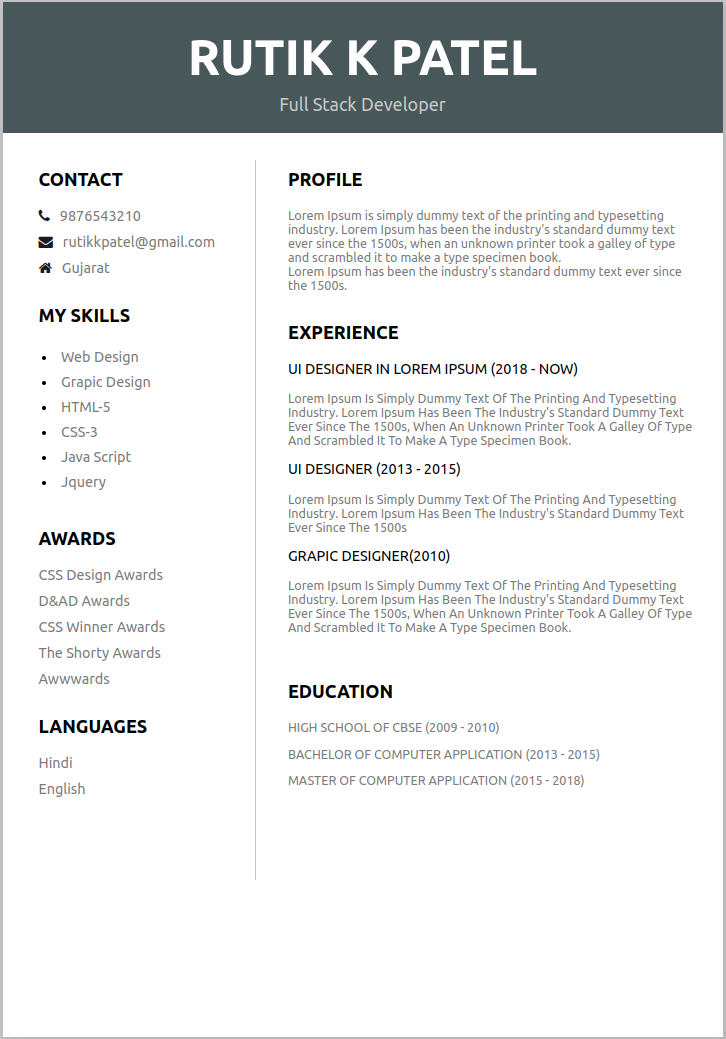 RUTIK K PATEL
Full Stack Developer
CONTACT
9876543210
rutikkpatel@gmail.com
Gujarat
MY SKILLS
Web Design
Grapic Design
HTML-5
CSS-3
Java Script
Jquery
AWARDS
CSS Design Awards
D&AD Awards
CSS Winner Awards
The Shorty Awards
Awwwards
LANGUAGES
Hindi
English
PROFILE
Lorem Ipsum is simply dummy text of the printing and typesetting
industry. Lorem Ipsum has been the industry's standard dummy text
ever since the 1500s, when an unknown printer took a galley of type
and scrambled it to make a type specimen book.
Lorem Ipsum has been the industry's standard dummy text ever since
the 1500s.
EXPERIENCE
UI DESIGNER IN LOREM IPSUM (2018 - NOW)
Lorem Ipsum Is Simply Dummy Text Of The Printing And Typesetting
Industry. Lorem Ipsum Has Been The Industry's Standard Dummy Text
Ever Since The 1500s, When An Unknown Printer Took A Galley Of Type
And Scrambled It To Make A Type Specimen Book.
UI DESIGNER (2013 - 2015)
Lorem Ipsum Is Simply Dummy Text Of The Printing And Typesetting
Industry. Lorem Ipsum Has Been The Industry's Standard Dummy Text
Ever Since The 1500s
GRAPIC DESIGNER(2010)
Lorem Ipsum Is Simply Dummy Text Of The Printing And Typesetting
Industry. Lorem Ipsum Has Been The Industry's Standard Dummy Text
Ever Since The 1500s, When An Unknown Printer Took A Galley Of Type
And Scrambled It To Make A Type Specimen Book.
EDUCATION
HIGH SCHOOL OF CBSE (2009 - 2010)
BACHELOR OF COMPUTER APPLICATION (2013 - 2015)
MASTER OF COMPUTER APPLICATION (2015 - 2018)